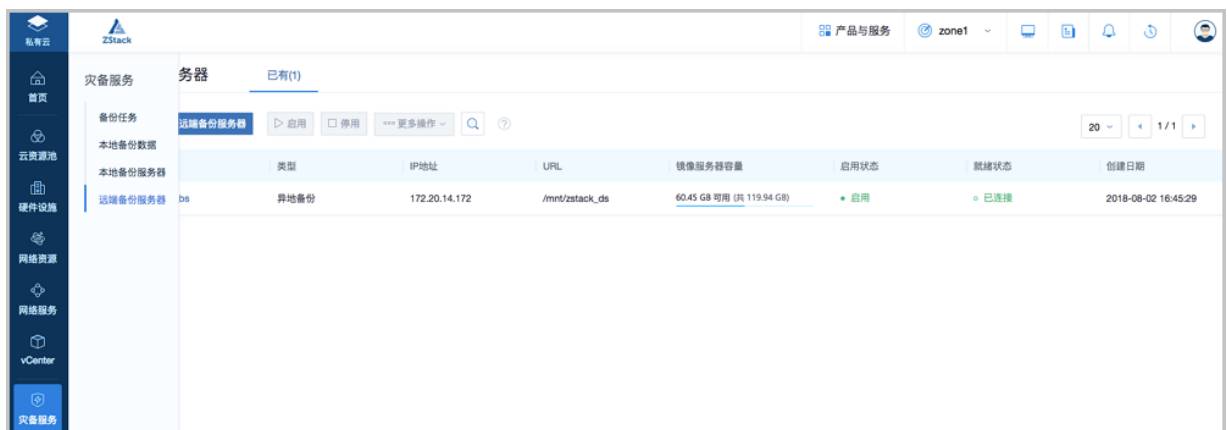 私有云
ZStack
产品与服务
zone1
首页
云资源池
硬件设施
网络资源
网络服务
vCenter
灾备服务
灾备服务
备份任务
本地备份数据
本地备份服务器
远端备份服务器
务器
已有(1)
远端备份服务器
启用
停用
更多操作
20
1 / 1
类型
IP地址
URL
镜像服务器容量
启用状态
就绪状态
创建日期
bs
异地备份
172.20.14.172
/mnt/zstack_ds
60.45 GB 可用 (共 119.94 GB)
启用
已连接
2018-08-02 16:45:29